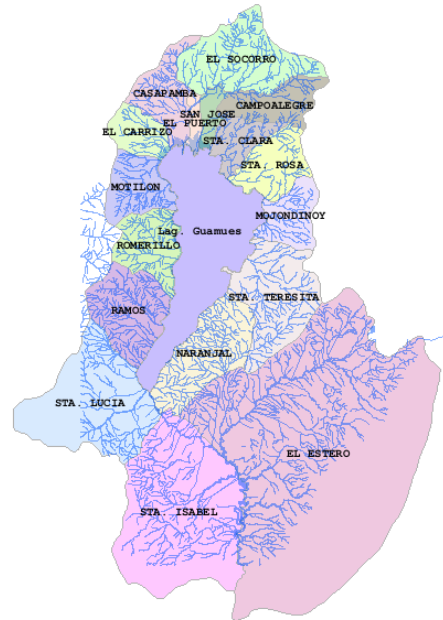 EL SOCORRO
CASAPAMBA
CAMPOALEGRE
SAN JOSE
EL PUERTO
EL CARRIZO
STA. CLARA
STA. ROSA
MOTILON
MOJONDINOY
Lag. Guamues
ROMERILLO
STA. TERESITA
RAMOS
NARANJAL
STA. LUCIA
EL ESTERO
STA. ISABEL